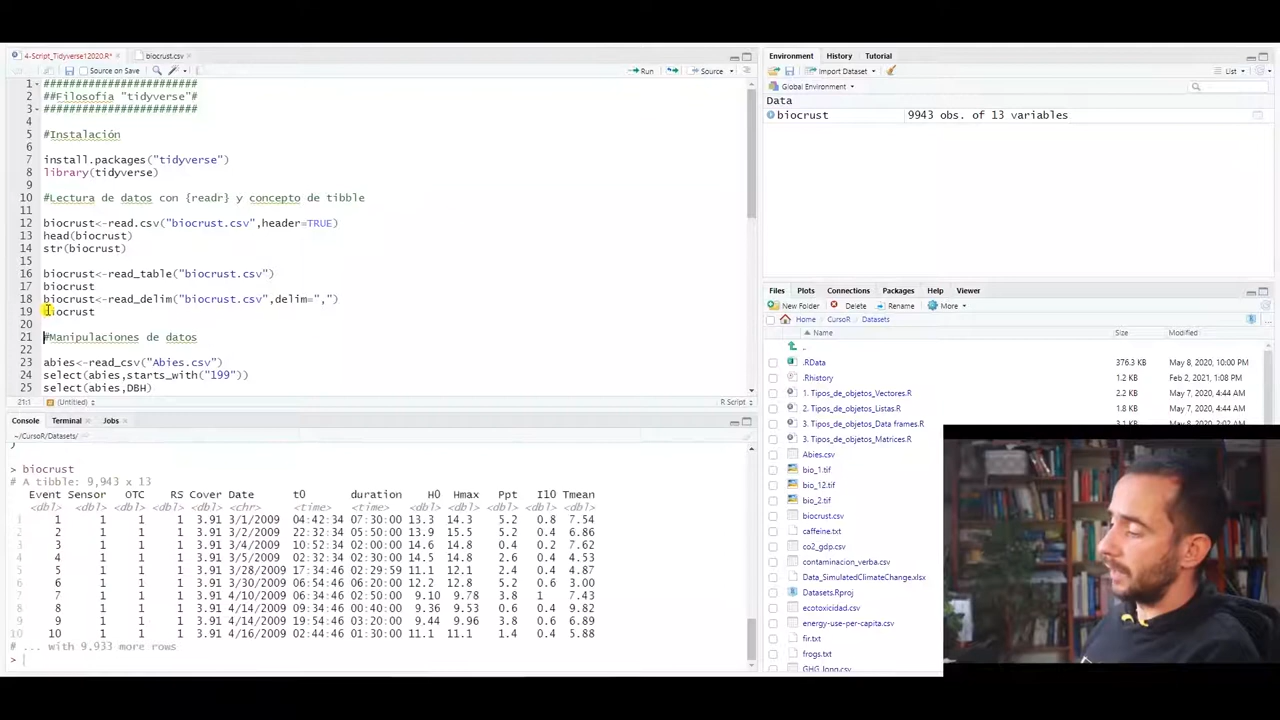 4-Script_Tidyverse12020.R*
biocrust.csv
Source on Save
Run
Source
1 ########################
2 ##Filosofía "tidyverse"#
3 ########################
4
5 #Instalación
6
7 install.packages("tidyverse")
8 library(tidyverse)
9
10 #Lectura de datos con {readr} y concepto de tibble
11
12 biocrust<-read.csv("biocrust.csv",header=TRUE)
13 head(biocrust)
14 str(biocrust)
15
16 biocrust<-read_table("biocrust.csv")
17 biocrust
18 biocrust<-read_delim("biocrust.csv",delim=",")
19 biocrust
20
21 #Manipulaciones de datos
22
23 abies<-read_csv("Abies.csv")
24 select(abies,starts_with("199"))
25 select(abies,DBH)
21:1 (Untitled) R Script
Console Terminal Jobs
~/CursoR/Datasets/
)
> biocrust
# A tibble: 9,943 x 13
Event Sensor OTC RS Cover Date t0 duration H0 Hmax Ppt I10 Tmean
<dbl> <dbl> <dbl> <dbl> <dbl> <chr> <time> <time> <dbl> <dbl> <dbl> <dbl> <dbl>
1 1 1 1 1 3.91 3/1/2009 04:42:34 07:30:00 13.3 14.3 5.2 0.8 7.54
2 2 1 1 1 3.91 3/1/2009 22:32:34 05:50:00 13.9 15.5 5.2 0.4 6.86
3 3 1 1 1 3.91 3/4/2009 10:52:34 02:00:00 14.6 14.8 0.4 0.2 7.62
4 4 1 1 1 3.91 3/5/2009 02:32:34 02:30:00 14.5 14.8 2.6 0.4 4.53
5 5 1 1 1 3.91 3/28/2009 17:34:46 02:29:59 11.1 12.1 2.4 0.4 4.87
6 6 1 1 1 3.91 3/30/2009 06:54:46 06:20:00 12.2 12.8 5.2 0.6 3.00
7 7 1 1 1 3.91 4/10/2009 06:34:46 02:50:00 9.10 9.78 3.8 1 7.43
8 8 1 1 1 3.91 4/14/2009 09:34:46 00:40:00 9.36 9.53 0.6 0.4 9.82
9 9 1 1 1 3.91 4/14/2009 19:54:46 03:10:00 9.44 9.96 3.8 0.6 6.89
10 10 1 1 1 3.91 4/16/2009 02:44:46 01:30:00 11.1 11.1 1.4 0.4 5.88
# ... with 9,933 more rows
>
Environment History Tutorial
Import Dataset List
Global Environment
Data
biocrust 9943 obs. of 13 variables
Files Plots Connections Packages Help Viewer
New Folder Delete Rename More
Home CursoR Datasets
Name Size Modified
..
.RData 376.3 KB May 8, 2020, 10:00 PM
.Rhistory 1.2 KB Feb 2, 2021, 1:08 PM
1. Tipos_de_objetos_Vectores.R 2.2 KB May 7, 2020, 4:44 AM
2. Tipos_de_objetos_Listas.R 1.8 KB May 7, 2020, 4:44 AM
3. Tipos_de_objetos_Data frames.R 3.1 KB May 7, 2020, 2:02 AM
3. Tipos_de_objetos_Matrices.R
Abies.csv
bio_1.tif
bio_12.tif
bio_2.tif
biocrust.csv
caffeine.txt
co2_gdp.csv
contaminacion_verba.csv
Data_SimulatedClimateChange.xlsx
Datasets.Rproj
ecotoxicidad.csv
energy-use-per-capita.csv
fir.txt
frogs.txt
GHG_long.csv